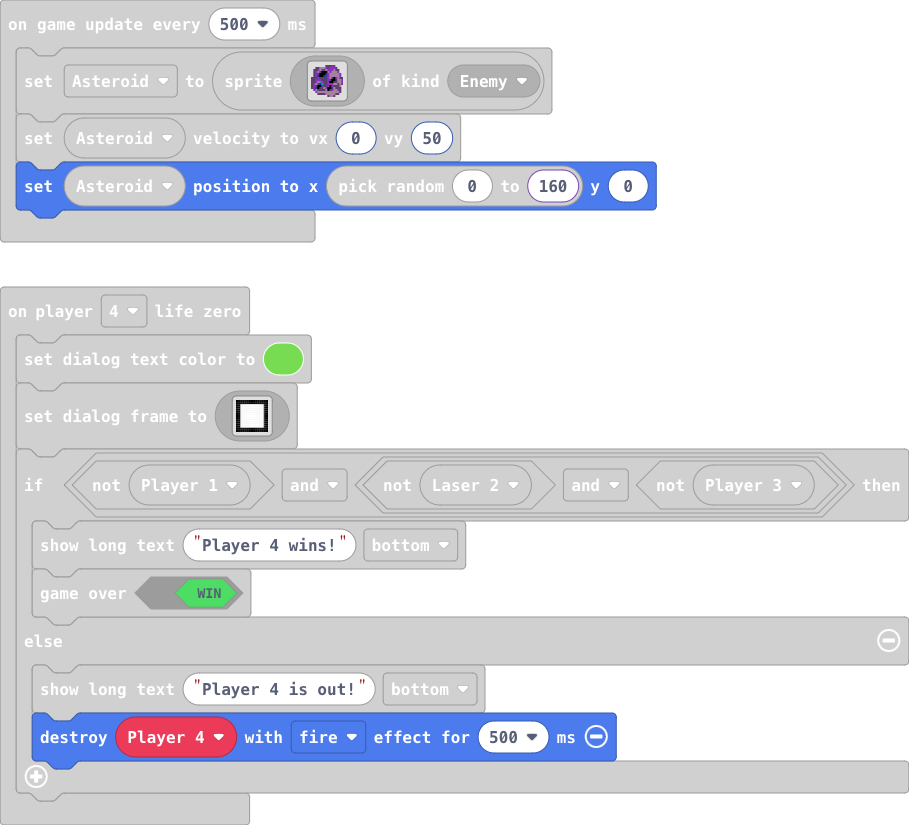 on game update every 500 ms
set Asteroid to sprite of kind Enemy
set Asteroid velocity to vx 0 vy 50
set Asteroid position to x pick random 0 to 160 y 0
on player 4 life zero
set dialog text color to
set dialog frame to
if not Player 1 and not Laser 2 and not Player 3 then
show long text "Player 4 wins!" bottom
game over WIN
else
show long text "Player 4 is out!" bottom
destroy Player 4 with fire effect for 500 ms